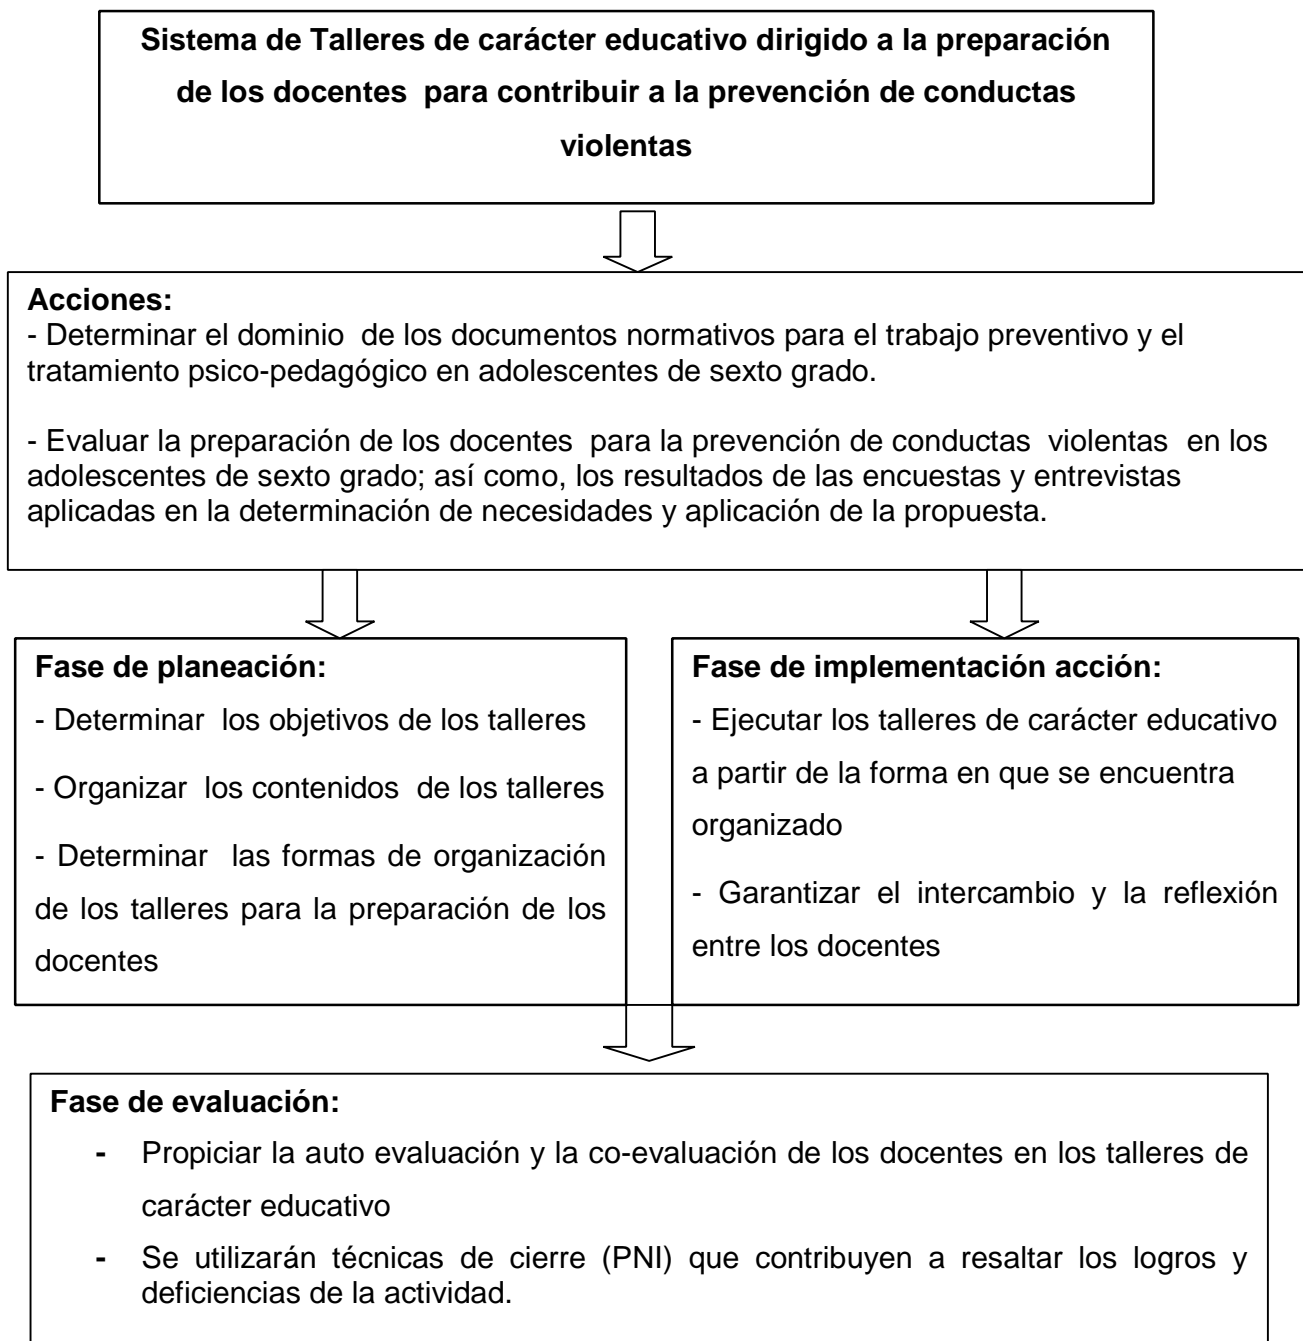 Sistema de Talleres de carácter educativo dirigido a la preparación
de los docentes para contribuir a la prevención de conductas
violentas
Acciones:
- Determinar el dominio de los documentos normativos para el trabajo preventivo y el
tratamiento psico-pedagógico en adolescentes de sexto grado.
- Evaluar la preparación de los docentes para la prevención de conductas violentas en los
adolescentes de sexto grado; así como, los resultados de las encuestas y entrevistas
aplicadas en la determinación de necesidades y aplicación de la propuesta.
Fase de planeación:
- Determinar los objetivos de los talleres
- Organizar los contenidos de los talleres
- Determinar las formas de organización
de los talleres para la preparación de los
docentes
Fase de implementación acción:
- Ejecutar los talleres de carácter educativo
a partir de la forma en que se encuentra
organizado
- Garantizar el intercambio y la reflexión
entre los docentes
Fase de evaluación:
- Propiciar la auto evaluación y la co-evaluación de los docentes en los talleres de
carácter educativo
- Se utilizarán técnicas de cierre (PNI) que contribuyen a resaltar los logros y
deficiencias de la actividad.